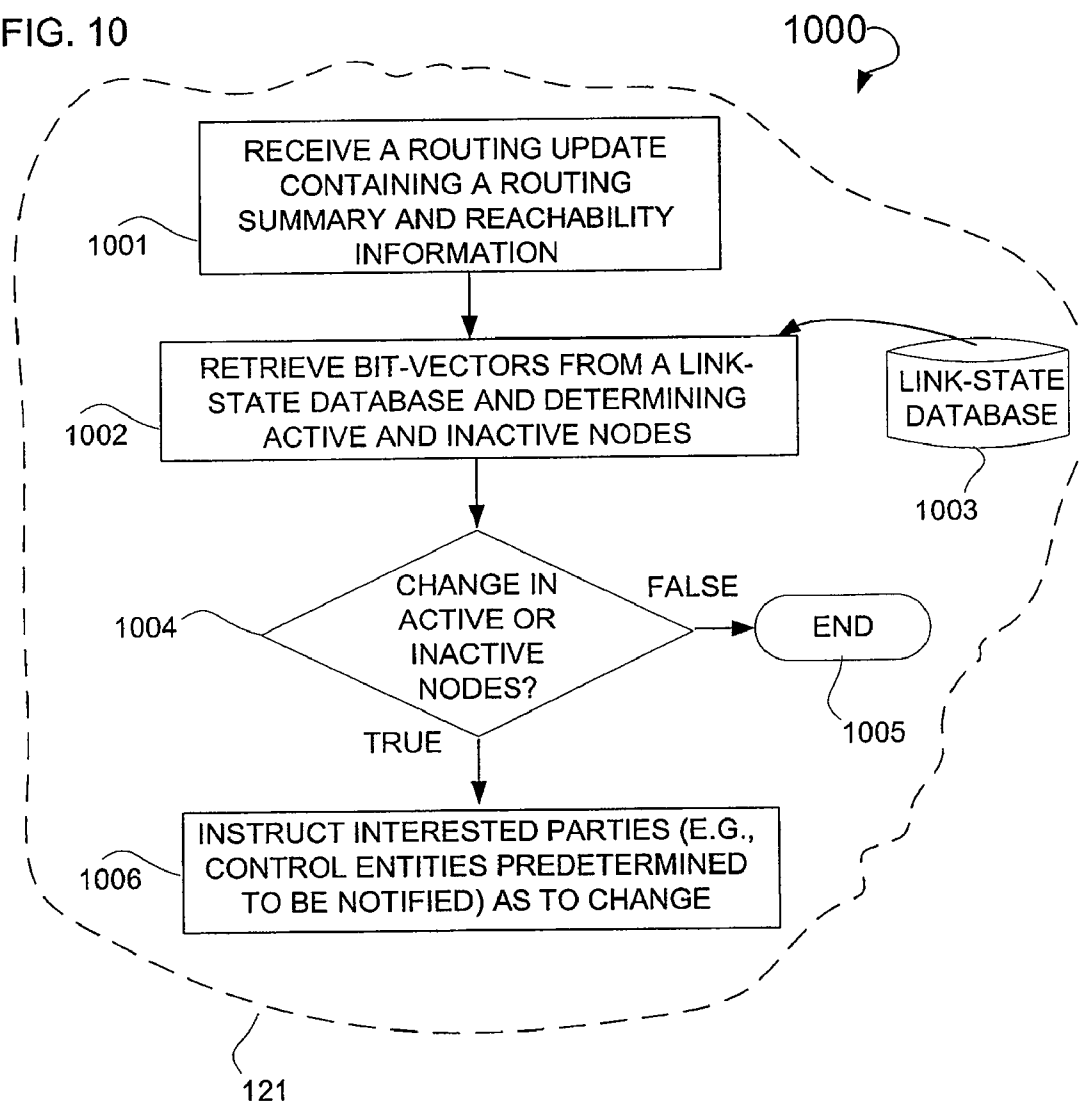 FIG. 10
1000
RECEIVE A ROUTING UPDATE
CONTAINING A ROUTING
SUMMARY AND REACHABILITY
INFORMATION
1001
RETRIEVE BIT-VECTORS FROM A LINK-
STATE DATABASE AND DETERMINING
ACTIVE AND INACTIVE NODES
1002
LINK-STATE
DATABASE
1003
CHANGE IN
ACTIVE OR
INACTIVE
NODES?
1004
FALSE
END
1005
TRUE
INSTRUCT INTERESTED PARTIES (E.G.,
CONTROL ENTITIES PREDETERMINED
TO BE NOTIFIED) AS TO CHANGE
1006
121